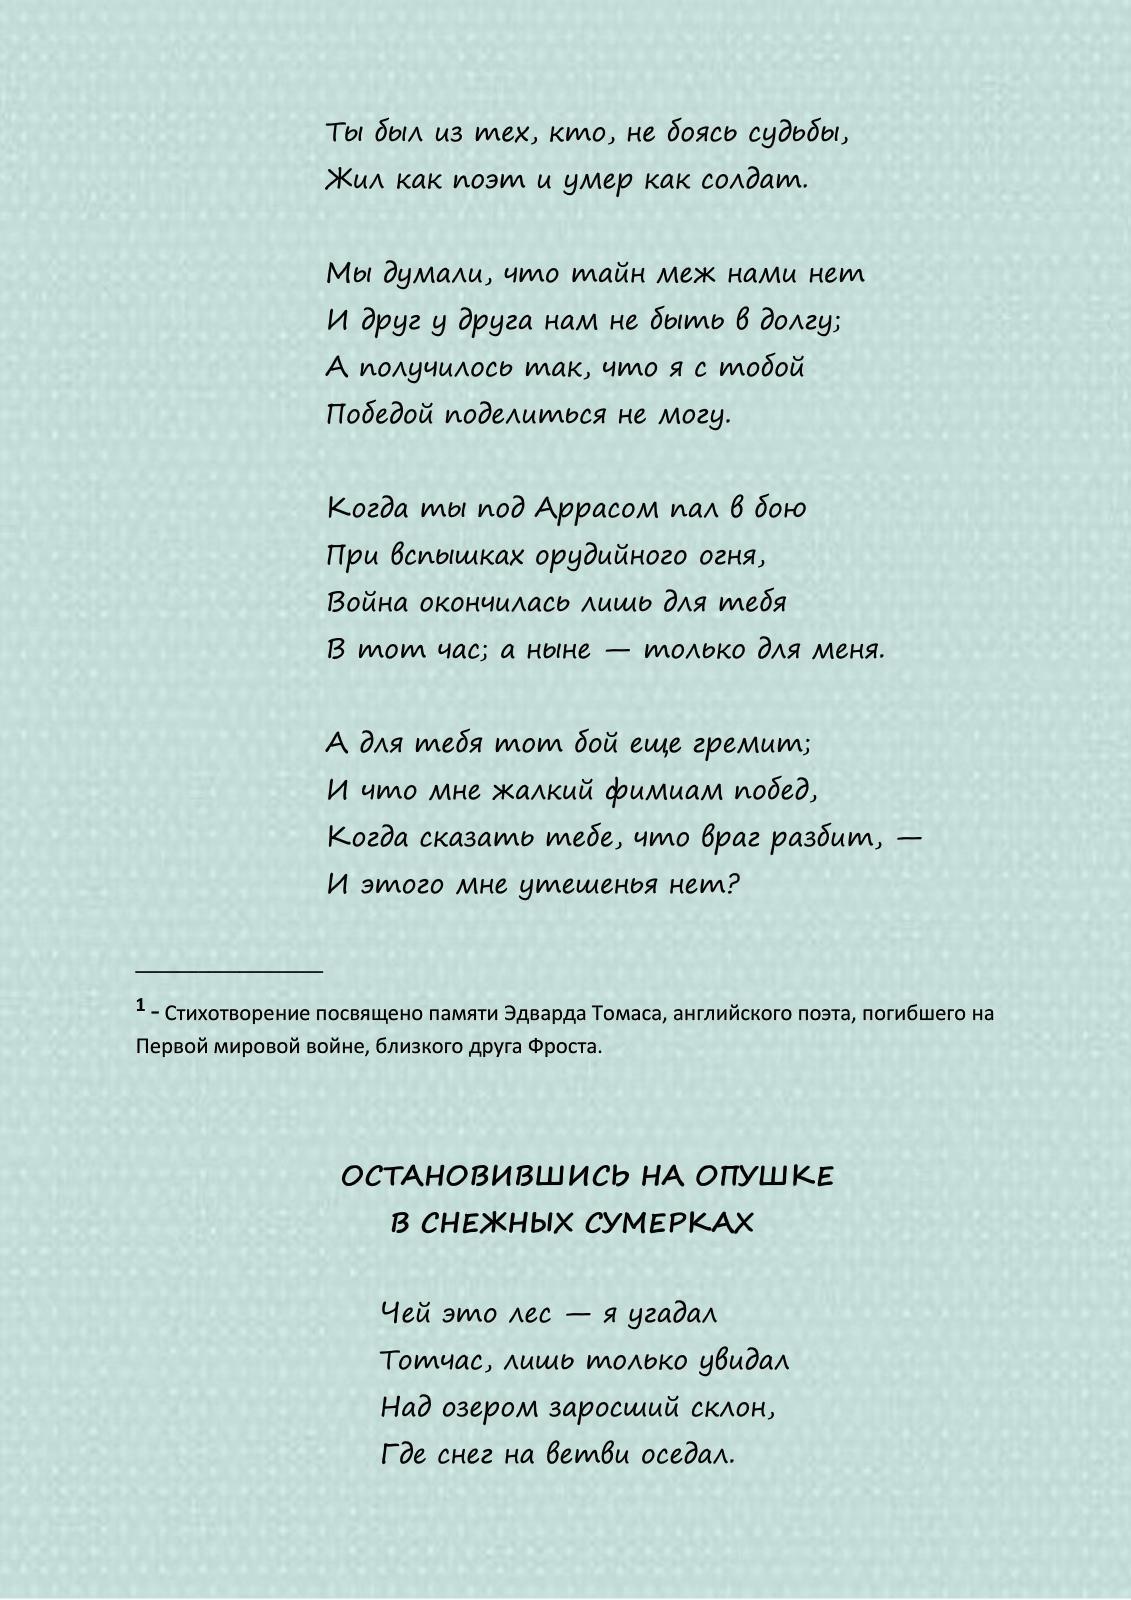 Ты был из тех, кто, не боясь судьбы,
Жил как поэт и умер как солдат.
Мы думали, что тайн меж нами нет
И друг у друга нам не быть в долгу;
А получилось так, что я с тобой
Победой поделиться не могу.
Когда ты под Аррасом пал в бою
При вспышках орудийного огня,
Война окончилась лишь для тебя
В тот час; а ныне — только для меня.
А для тебя тот бой еще гремит;
И что мне жалкий фимиам побед,
Когда сказать тебе, что враг разбит, —
И этого мне утешенья нет?
1 - Стихотворение посвящено памяти Эдварда Томаса, английского поэта, погибшего на
Первой мировой войне, близкого друга Фроста.
ОСТАНОВИВШИСЬ НА ОПУШКЕ
В СНЕЖНЫХ СУМЕРКАХ
Чей это лес — я угадал
Тотчас, лишь только увидал
Над озером заросший склон,
Где снег на ветви оседал.